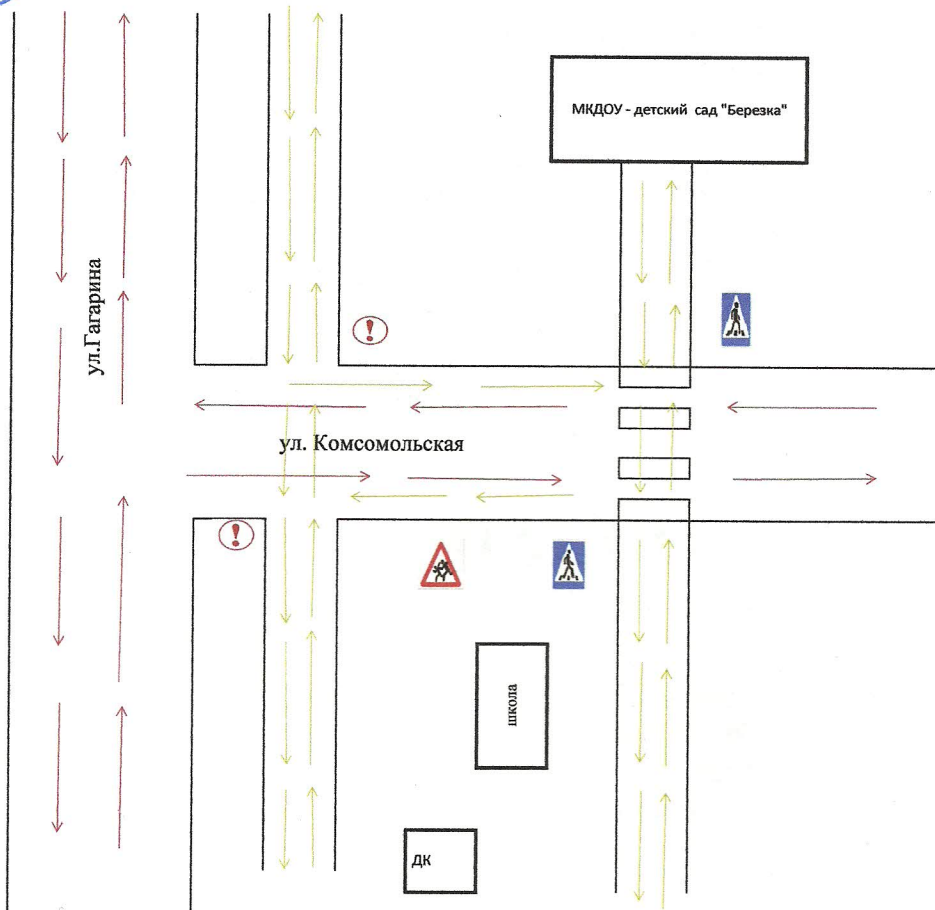 МКДОУ - детский сад "Березка"
ул.Гагарина
ул. Комсомольская
школа
ДК